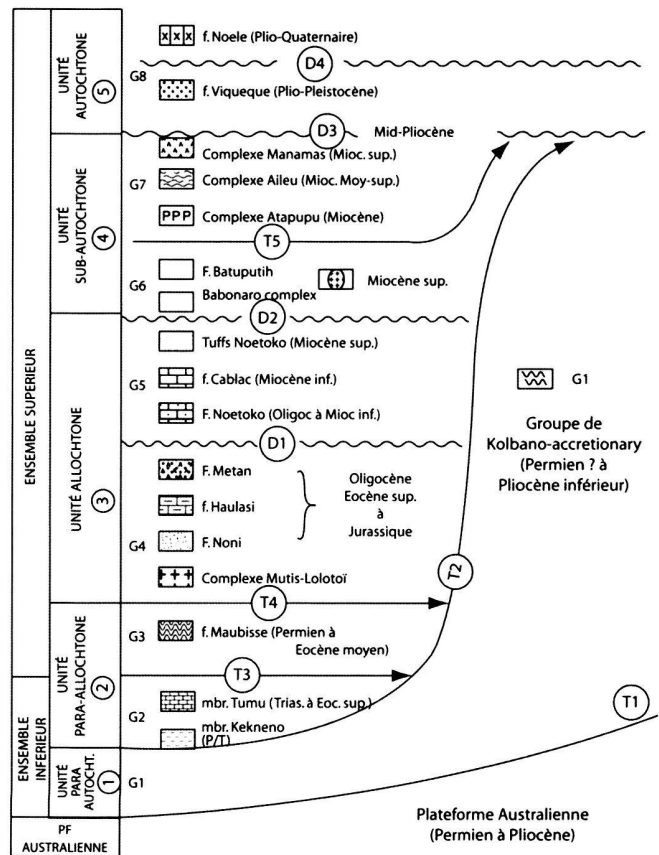 ENSEMBLE SUPERIEUR
ENSEMBLE
INFERIEUR
UNITÉ
AUTOCHTONE
5
UNITÉ
SUB-AUTOCHTONE
4
UNITÉ ALLOCHTONE
3
UNITÉ
PARA-ALLOCHTONE
2
UNITÉ
PARA
AUTOCHT.
1
PF
AUSTRALIENNE
G8
x x x f. Noele (Plio-Quaternaire)
D4
f. Viqueque (Plio-Pleistocène)
D3 Mid-Pliocène
G7
Complexe Manamas (Mioc. sup.)
Complexe Aileu (Mioc. Moy-sup.)
PPP Complexe Atapupu (Miocène)
T5
G6
F. Batuputih
Miocène sup.
Babonaro complex
D2
G5
Tuffs Noetoko (Miocène sup.)
f. Cablac (Miocène inf.)
F. Noetoko (Oligoc à Mioc inf.)
D1
G4
F. Metan
f. Haulasi
F. Noni
Oligocène
Eocène sup.
à
Jurassique
Complexe Mutis-Lolotoï
T4
G3
f. Maubisse (Permien à
Eocène moyen)
T3
G2
mbr. Tumu (Trias. à Eoc. sup.)
mbr. Kekneno
(P/T)
G1
T2
G1
Groupe de
Kolbano-accretionary
(Permien ? à
Pliocène inférieur)
T1
Plateforme Australienne
(Permien à Pliocène)